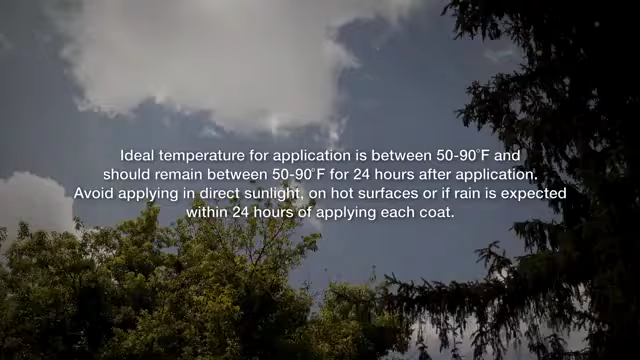 Ideal temperature for application is between 50-90°F and
should remain between 50-90°F for 24 hours after application.
Avoid applying in direct sunlight, on hot surfaces or if rain is expected
within 24 hours of applying each coat.